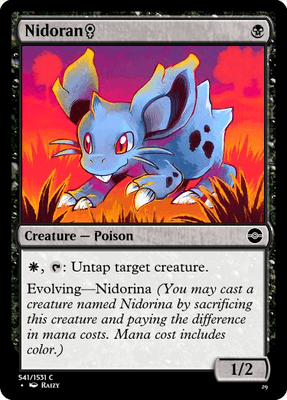 Nidoran♀
Creature — Poison
, : Untap target creature.
Evolving—Nidorina (You may cast a
creature named Nidorina by sacrificing
this creature and paying the difference
in mana costs. Mana cost includes
color.)
1/2
541/1531 C
• Raizy
29